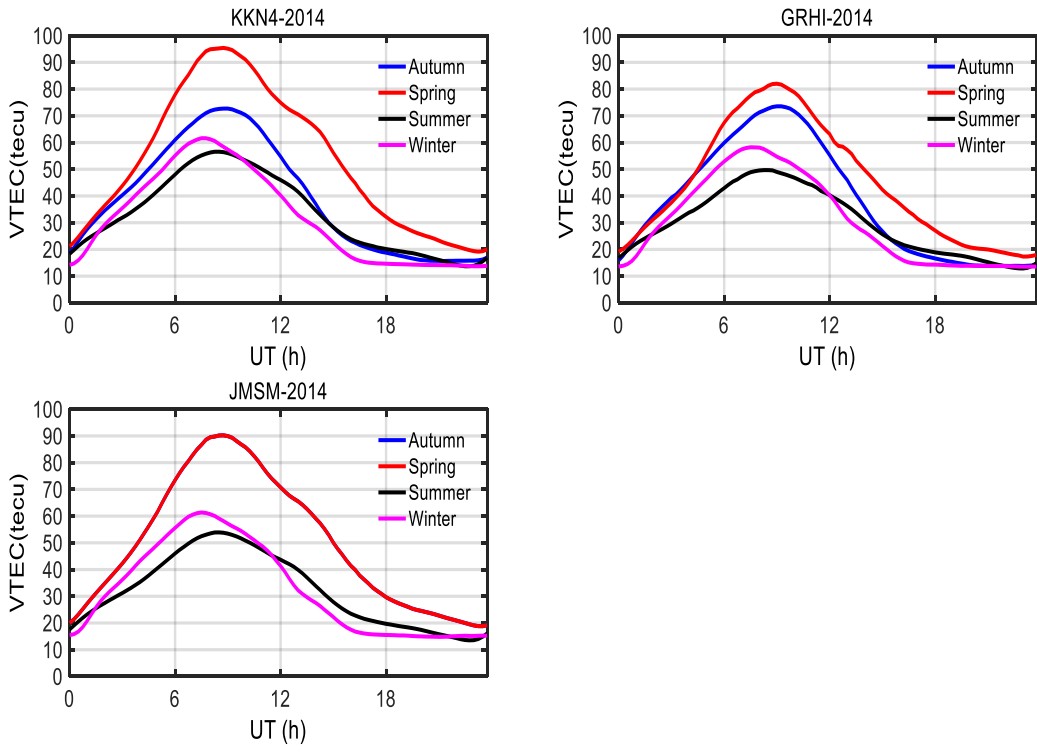 KKN4-2014
100
90
80
70
60
50
40
30
20
10
0
VTEC(tecu)
Autumn
Spring
Summer
Winter
0 6 12 18
UT (h)
GRHI-2014
100
90
80
70
60
50
40
30
20
10
0
VTEC(tecu)
Autumn
Spring
Summer
Winter
0 6 12 18
UT (h)
JMSM-2014
100
90
80
70
60
50
40
30
20
10
0
VTEC(tecu)
Autumn
Spring
Summer
Winter
0 6 12 18
UT (h)